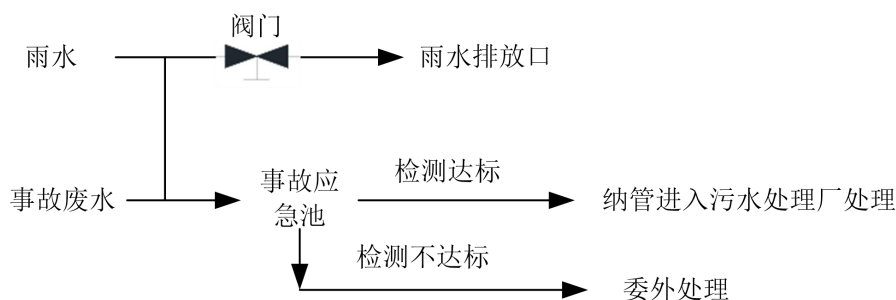 阀门
雨水
雨水排放口
事故废水
事故应
急池
检测达标
纳管进入污水处理厂处理
检测不达标
委外处理